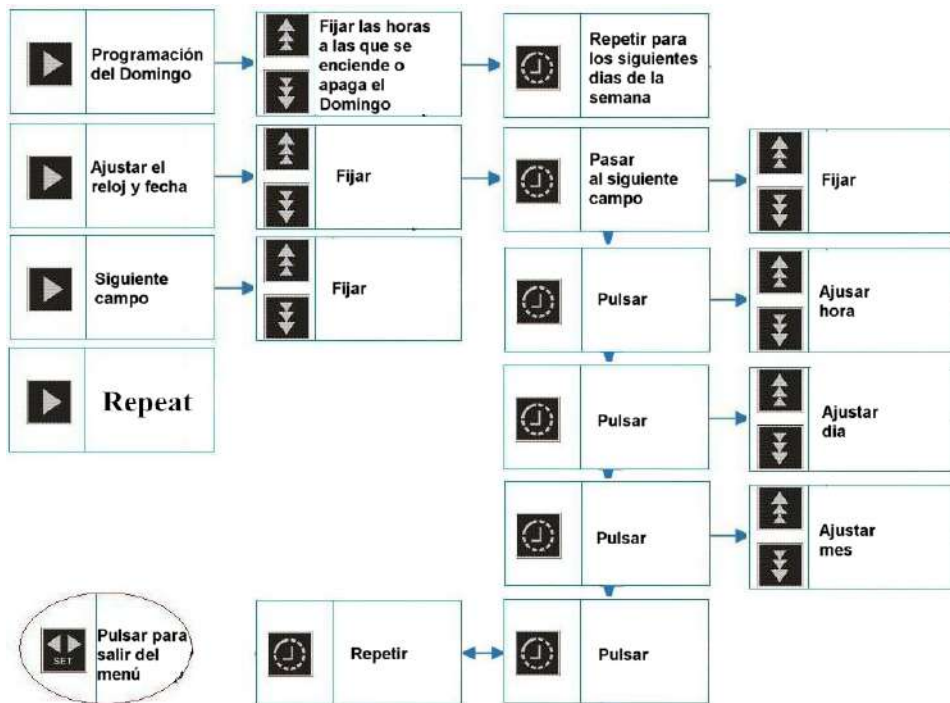 Programación
del Domingo
Fijar las horas
a las que se
enciende o
apaga el
Domingo
Repetir para
los siguientes
dias de la
semana
Ajustar el
reloj y fecha
Fijar
Pasar
al siguiente
campo
Fijar
Siguiente
campo
Fijar
Pulsar
Ajusar
hora
Repeat
Pulsar
Ajustar
dia
Pulsar
Ajustar
mes
SET
Pulsar para
salir del
menú
Repetir
Pulsar